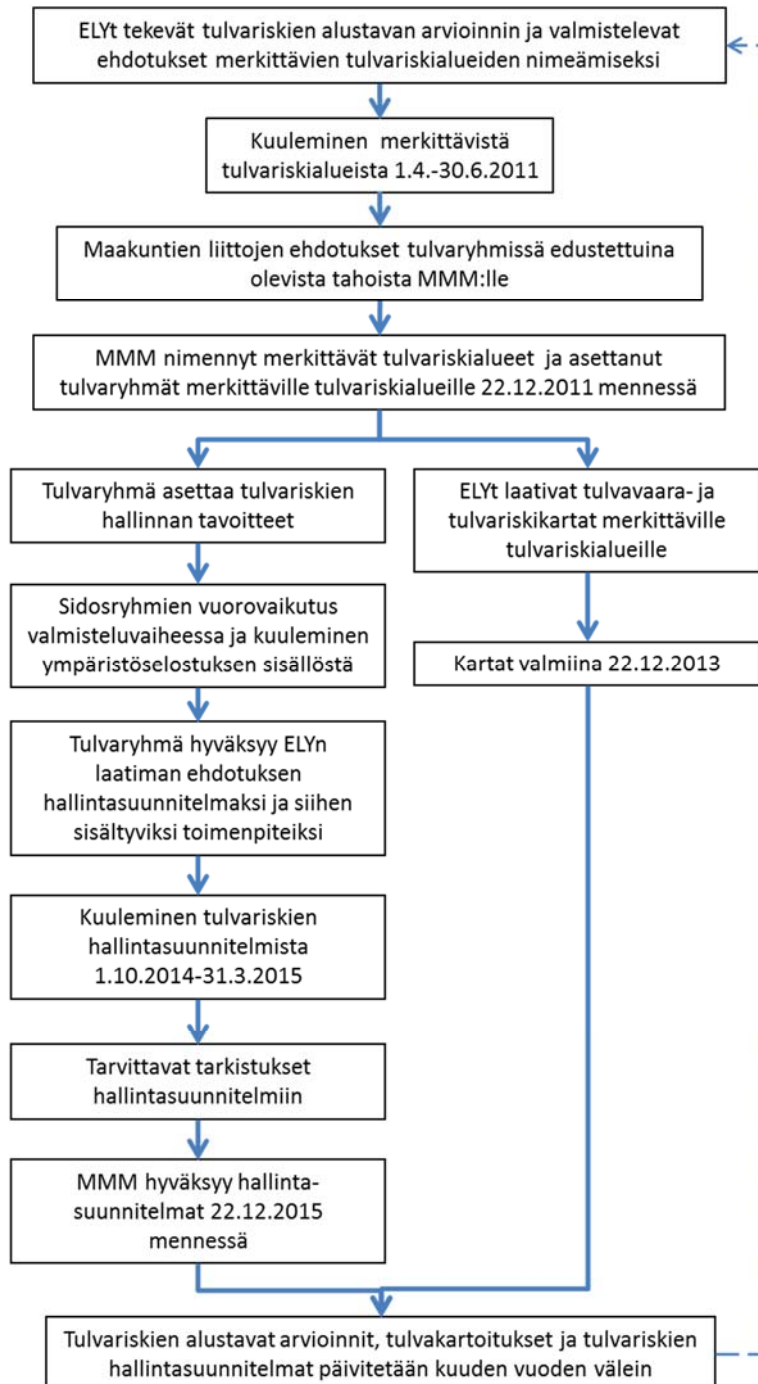 ELYt tekevät tulvariskien alustavan arvioinnin ja valmistelevat
ehdotukset merkittävien tulvariskialueiden nimeämiseksi
Kuuleminen merkittävistä
tulvariskialueista 1.4.-30.6.2011
Maakuntien liittojen ehdotukset tulvaryhmissä edustettuina
olevista tahoista MMM:lle
MMM nimennyt merkittävät tulvariskialueet ja asettanut
tulvaryhmät merkittäville tulvariskialueille 22.12.2011 mennessä
Tulvaryhmä asettaa tulvariskien
hallinnan tavoitteet
Sidosryhmien vuorovaikutus
valmisteluvaiheessa ja kuuleminen
ympäristöselostuksen sisällöstä
Tulvaryhmä hyväksyy ELYn
laatiman ehdotuksen
hallintasuunnitelmaksi ja siihen
sisältyviksi toimenpiteiksi
Kuuleminen tulvariskien
hallintasuunnitelmista
1.10.2014-31.3.2015
Tarvittavat tarkistukset
hallintasuunnitelmiin
MMM hyväksyy hallinta-
suunnitelmat 22.12.2015
mennessä
ELYt laativat tulvavaara- ja
tulvariskikartat merkittäville
tulvariskialueille
Kartat valmiina 22.12.2013
Tulvariskien alustavat arvioinnit, tulvakartoitukset ja tulvariskien
hallintasuunnitelmat päivitetään kuuden vuoden välein